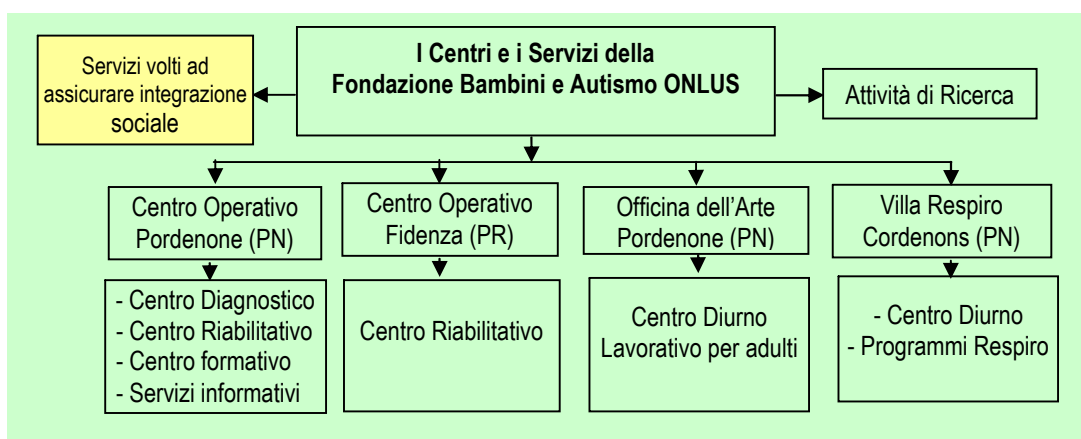 I Centri e i Servizi della
Fondazione Bambini e Autismo ONLUS
Servizi volti ad
assicurare integrazione
sociale
Attività di Ricerca
Centro Operativo
Pordenone (PN)
Centro Operativo
Fidenza (PR)
Officina dell’Arte
Pordenone (PN)
Villa Respiro
Cordenons (PN)
- Centro Diagnostico
- Centro Riabilitativo
- Centro formativo
- Servizi informativi
Centro Riabilitativo
Centro Diurno
Lavorativo per adulti
- Centro Diurno
- Programmi Respiro